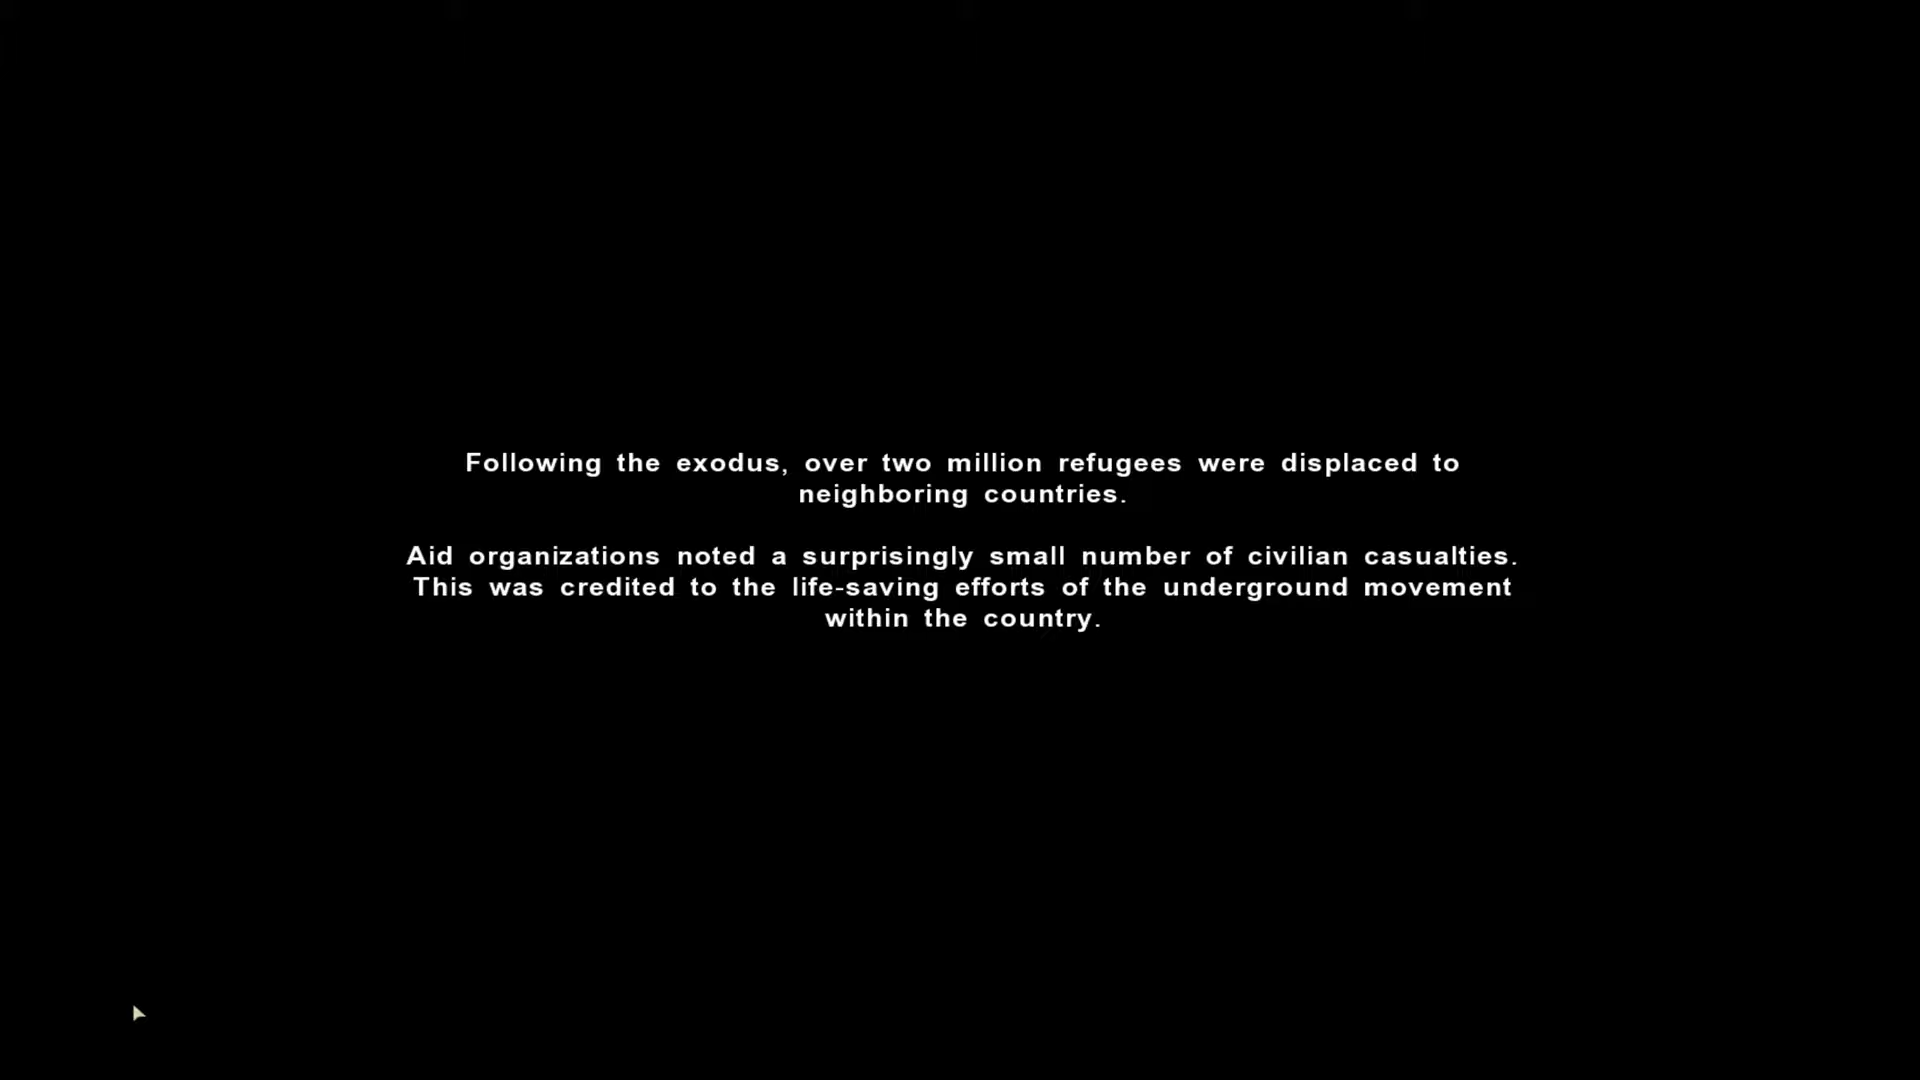 Following the exodus, over two million refugees were displaced to
neighboring countries.
Aid organizations noted a surprisingly small number of civilian casualties.
This was credited to the life-saving efforts of the underground movement
within the country.